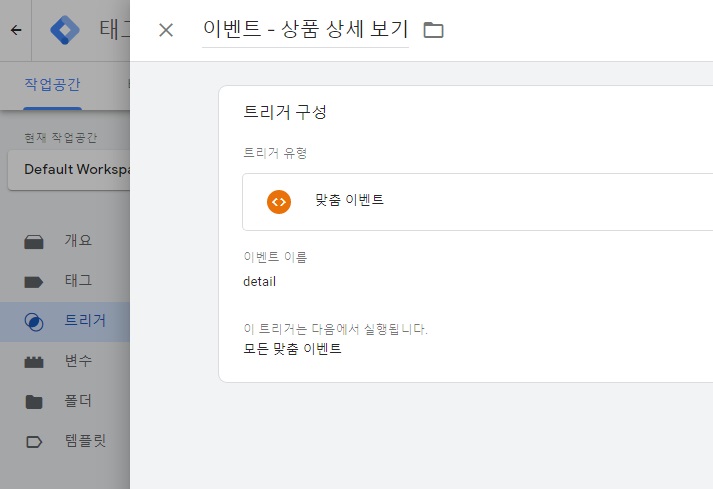 이벤트 - 상품 상세 보기
작업공간
현재 작업공간
Default Workspa
개요
태그
트리거
변수
폴더
템플릿
트리거 구성
트리거 유형
맞춤 이벤트
이벤트 이름
detail
이 트리거는 다음에서 실행됩니다.
모든 맞춤 이벤트